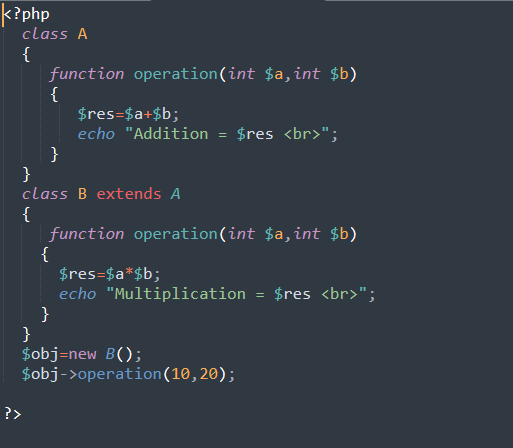 <?php
class A
{
function operation(int $a,int $b)
{
$res=$a+$b;
echo "Addition = $res <br>";
}
}
class B extends A
{
function operation(int $a,int $b)
{
$res=$a*$b;
echo "Multiplication = $res <br>";
}
}
$obj=new B();
$obj->operation(10,20);
?>